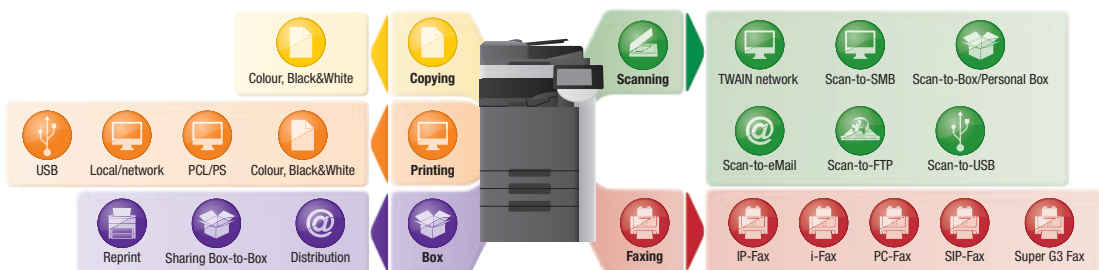 Colour, Black&White
Copying
Scanning
TWAIN network
Scan-to-SMB
Scan-to-Box/Personal Box
USB
Local/network
PCL/PS
Colour, Black&White
Printing
Scan-to-eMail
Scan-to-FTP
Scan-to-USB
Reprint
Sharing Box-to-Box
Distribution
Box
Faxing
IP-Fax
i-Fax
PC-Fax
SIP-Fax
Super G3 Fax